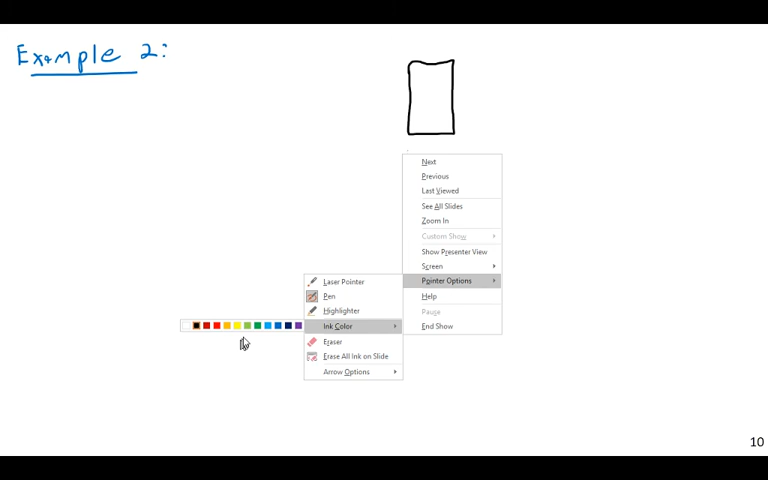 Example 2:
Next
Previous
Last Viewed
See All Slides
Zoom In
Custom Show
Show Presenter View
Screen
Pointer Options
Help
Pause
End Show
Laser Pointer
Pen
Highlighter
Ink Color
Eraser
Erase All Ink on Slide
Arrow Options
10